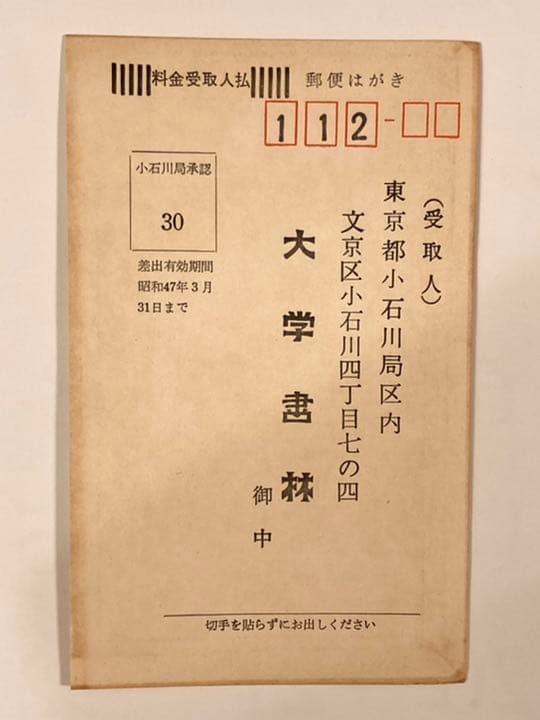 料金受取人払
郵便はがき
112-
小石川局承認
30
差出有効期間
昭和47年3月
31日まで
(受取人)
東京都小石川局区内
文京区小石川四丁目七の四
大学書林
御中
切手を貼らずにお出しください